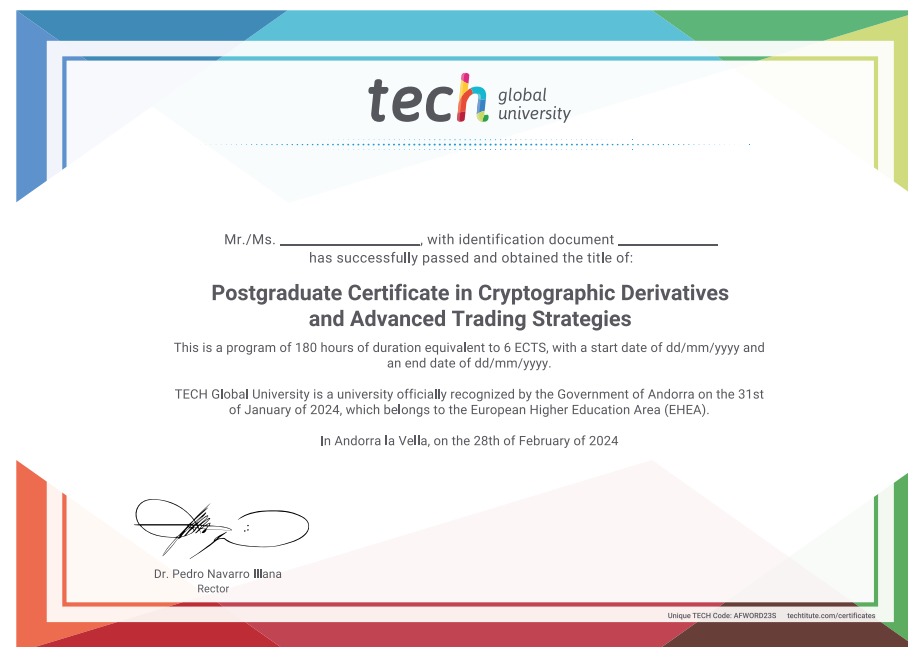 tech global
university
Mr./Ms. ____________, with identification document ____________
has successfully passed and obtained the title of:
Postgraduate Certificate in Cryptographic Derivatives
and Advanced Trading Strategies
This is a program of 180 hours of duration equivalent to 6 ECTS, with a start date of dd/mm/yyyy and
an end date of dd/mm/yyyy.
TECH Global University is a university officially recognized by the Government of Andorra on the 31st
of January of 2024, which belongs to the European Higher Education Area (EHEA).
In Andorra la Vella, on the 28th of February of 2024
Dr. Pedro Navarro Illana
Rector
Unique TECH Code: AFWORD23S techtitute.com/certificates